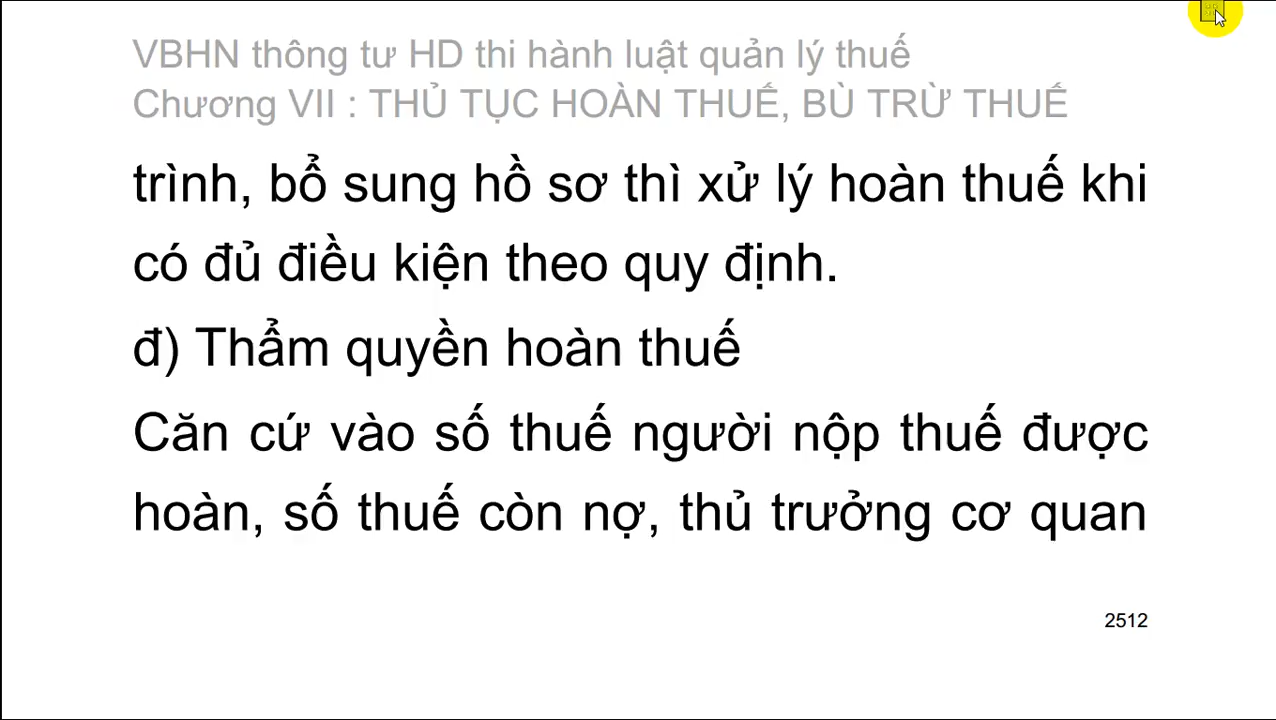 VBHN thông tư HD thi hành luật quản lý thuế
Chương VII : THỦ TỤC HOÀN THUẾ, BÙ TRỪ THUẾ
trình, bổ sung hồ sơ thì xử lý hoàn thuế khi
có đủ điều kiện theo quy định.
đ) Thẩm quyền hoàn thuế
Căn cứ vào số thuế người nộp thuế được
hoàn, số thuế còn nợ, thủ trưởng cơ quan
2512